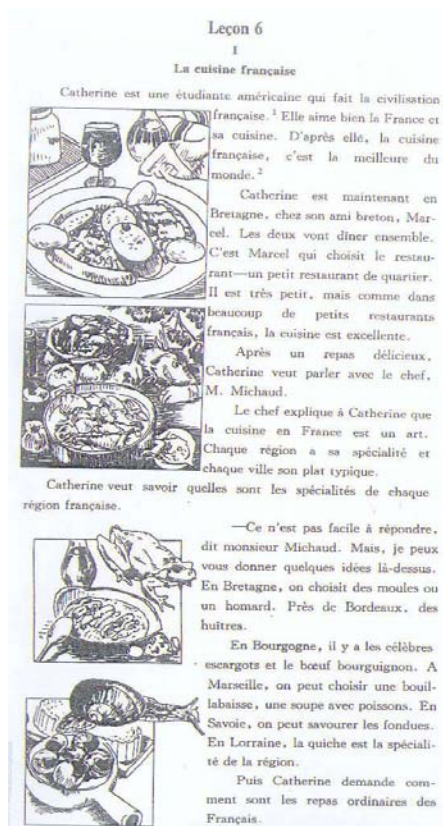 Leçon 6
I
La cuisine française
Catherine est une étudiante américaine qui fait la civilisation
française.¹ Elle aime bien la France et
sa cuisine. D'après elle, la cuisine
française, c'est la meilleure du
monde.²
Catherine est maintenant en
Bretagne, chez son ami breton, Mar-
cel. Les deux vont dîner ensemble.
C'est Marcel qui choisit le restau-
rant—un petit restaurant de quartier.
Il est très petit, mais comme dans
beaucoup de petits restaurants
français, la cuisine est excellente.
Après un repas délicieux,
Catherine veut parler avec le chef,
M. Michaud.
Le chef explique à Catherine que
la cuisine en France est un art.
Chaque région a sa spécialité et
chaque ville son plat typique.
Catherine veut savoir quelles sont les spécialités de chaque
région française.
—Ce n'est pas facile à répondre,
dit monsieur Michaud. Mais, je peux
vous donner quelques idées là-dessus.
En Bretagne, on choisit des moules ou
un homard. Près de Bordeaux, des
huîtres.
En Bourgogne, il y a les célèbres
escargots et le bœuf bourguignon. A
Marseille, on peut choisir une bouil-
labaisse, une soupe avec poissons. En
Savoie, on peut savourer les fondues.
En Lorraine, la quiche est la spéciali-
té de la région.
Puis Catherine demande com-
ment sont les repas ordinaires des
Français.